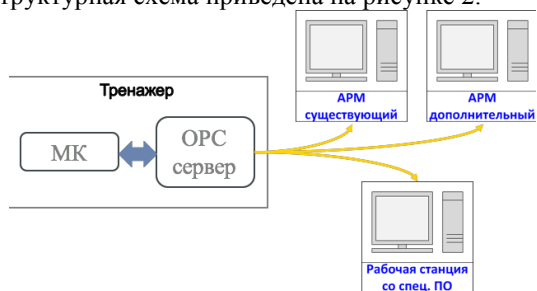 труктурная схема приведена на рисунке 2.
Тренажер
МК
OPC
сервер
АРМ
существующий
АРМ
дополнительный
Рабочая станция
со спец. ПО